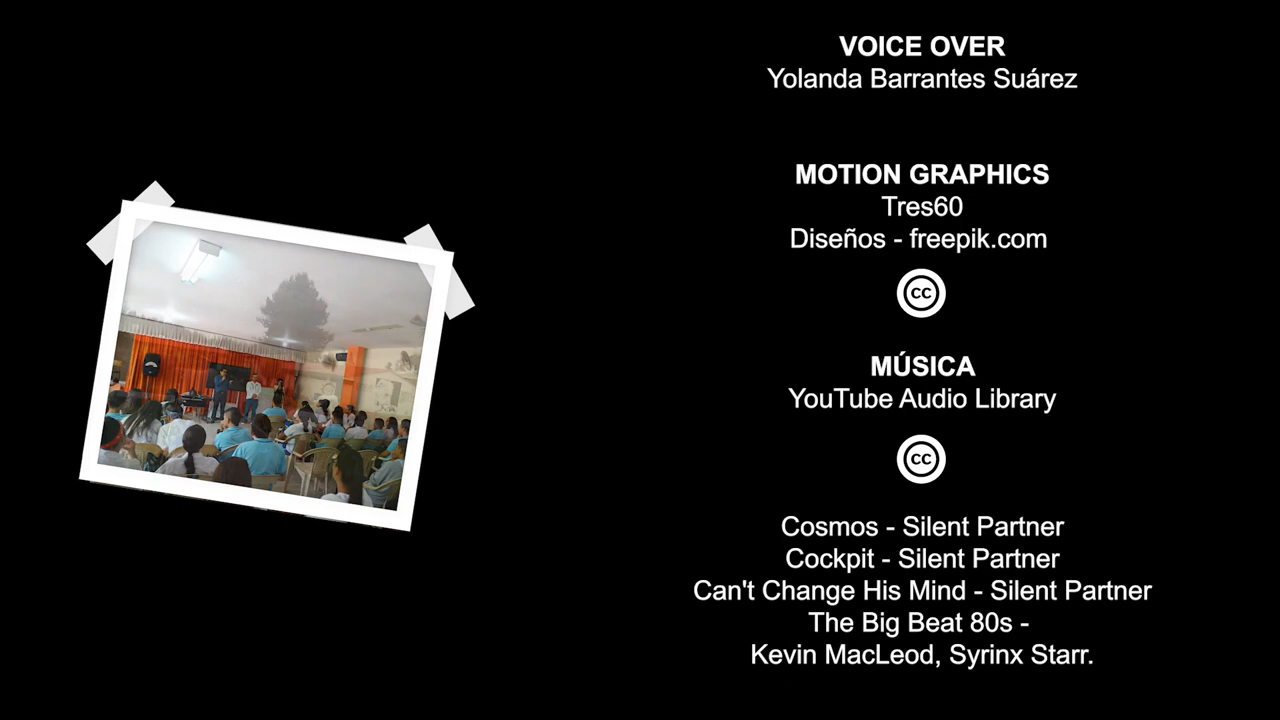 VOICE OVER
Yolanda Barrantes Suárez
MOTION GRAPHICS
Tres60
Diseños - freepik.com
cc
MÚSICA
YouTube Audio Library
cc
Cosmos - Silent Partner
Cockpit - Silent Partner
Can't Change His Mind - Silent Partner
The Big Beat 80s -
Kevin MacLeod, Syrinx Starr.